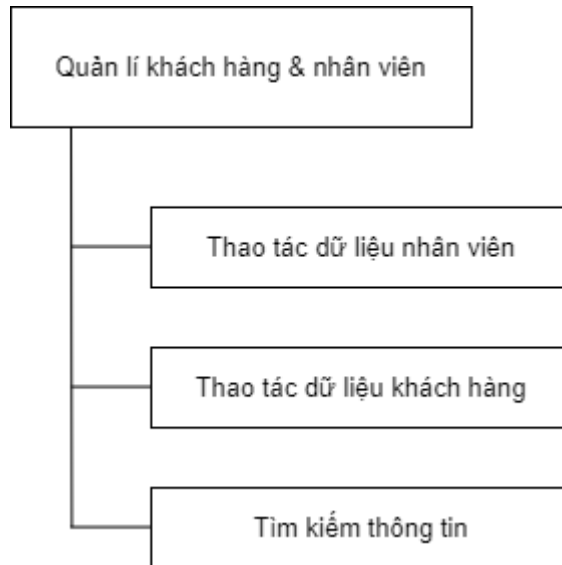 Quản lí khách hàng & nhân viên
Thao tác dữ liệu nhân viên
Thao tác dữ liệu khách hàng
Tìm kiếm thông tin